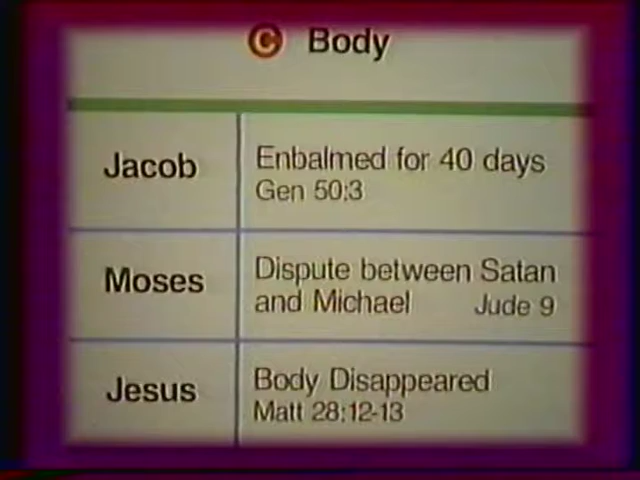 C Body
Jacob
Enbalmed for 40 days
Gen 50:3
Moses
Dispute between Satan
and Michael Jude 9
Jesus
Body Disappeared
Matt 28:12-13